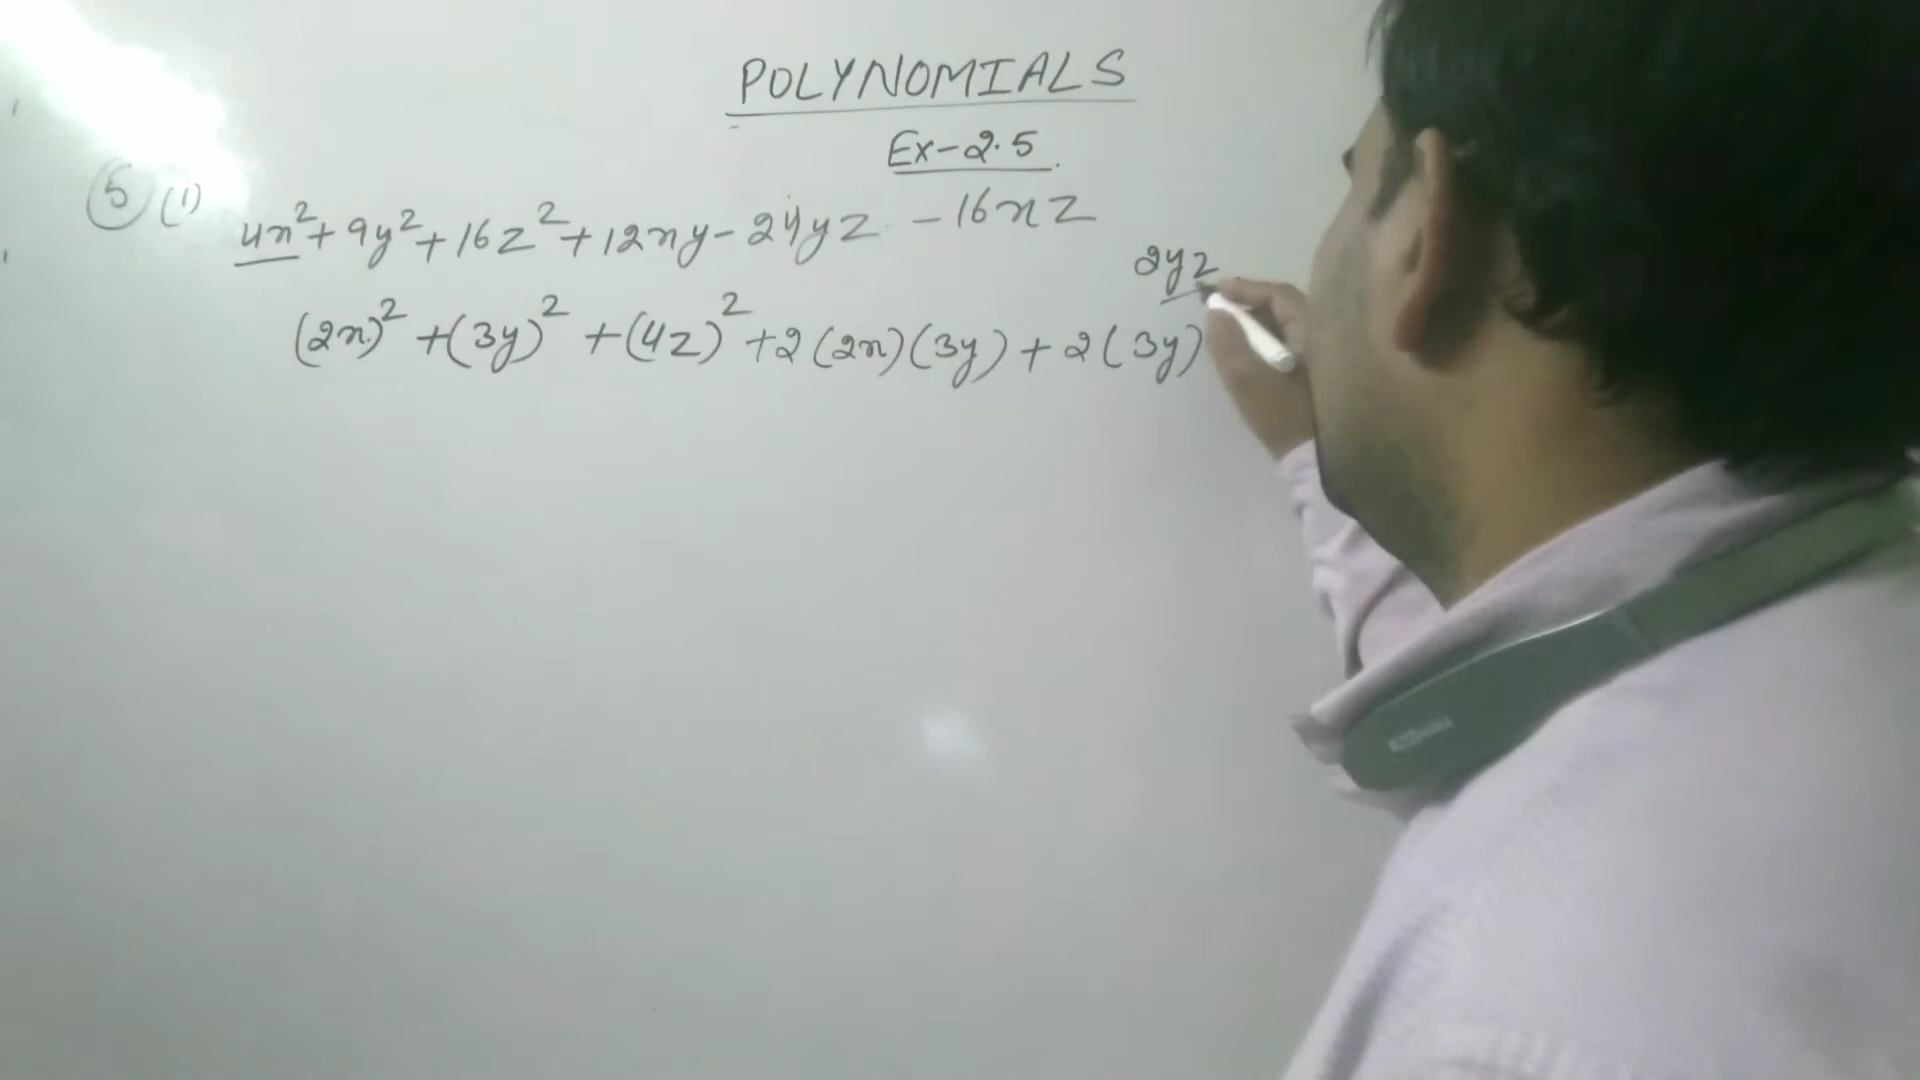 POLYNOMIALS
Ex-2.5
5 (i) 4x²+9y²+16z²+12xy-24yz-16xz
2yz
(2x)²+(3y)²+(4z)²+2(2x)(3y)+2(3y)